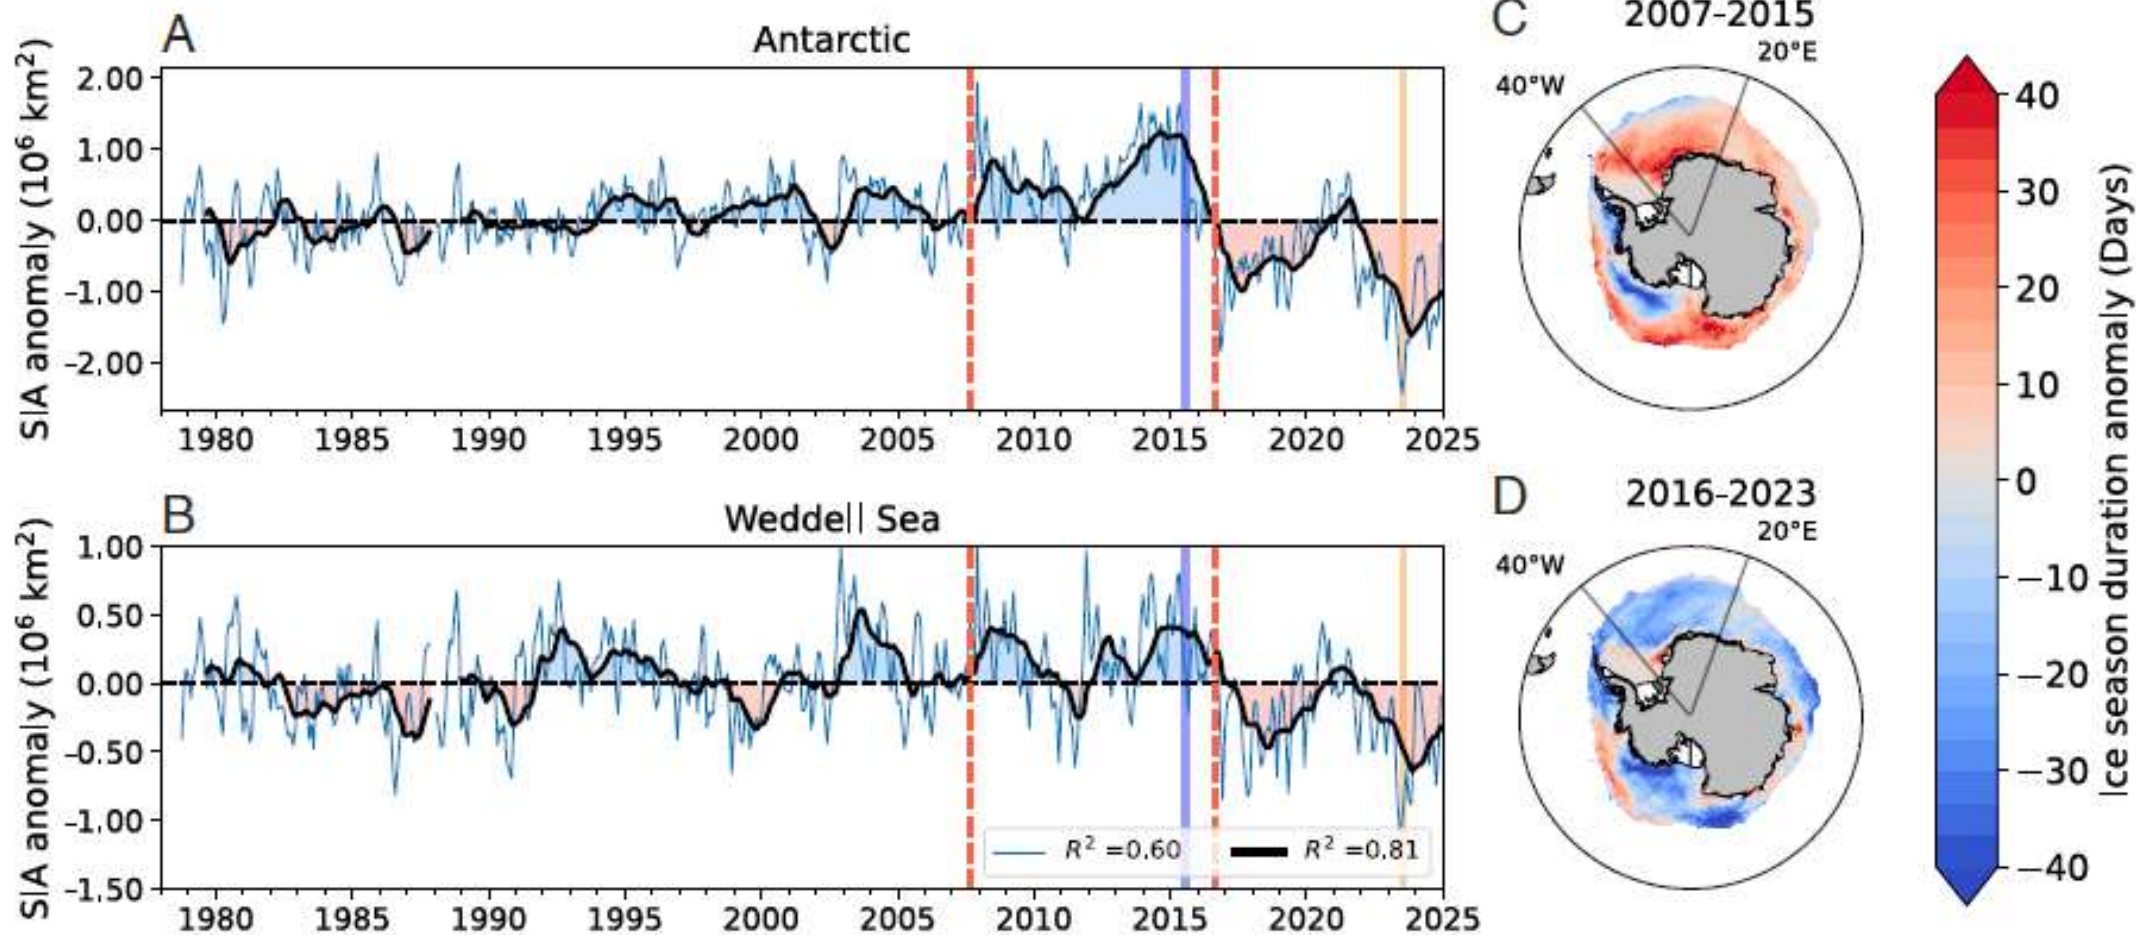 A
Antarctic
SIA anomaly (10⁶ km²)
2.00
1.00
0.00
−1.00
−2.00
1980 1985 1990 1995 2000 2005 2010 2015 2020 2025
B
Weddell Sea
SIA anomaly (10⁶ km²)
1.00
0.50
0.00
−0.50
−1.00
−1.50
R² =0.60 R² =0.81
1980 1985 1990 1995 2000 2005 2010 2015 2020 2025
C
2007–2015
20°E
40°W
D
2016–2023
20°E
40°W
40
30
20
10
0
−10
−20
−30
−40
Ice season duration anomaly (Days)